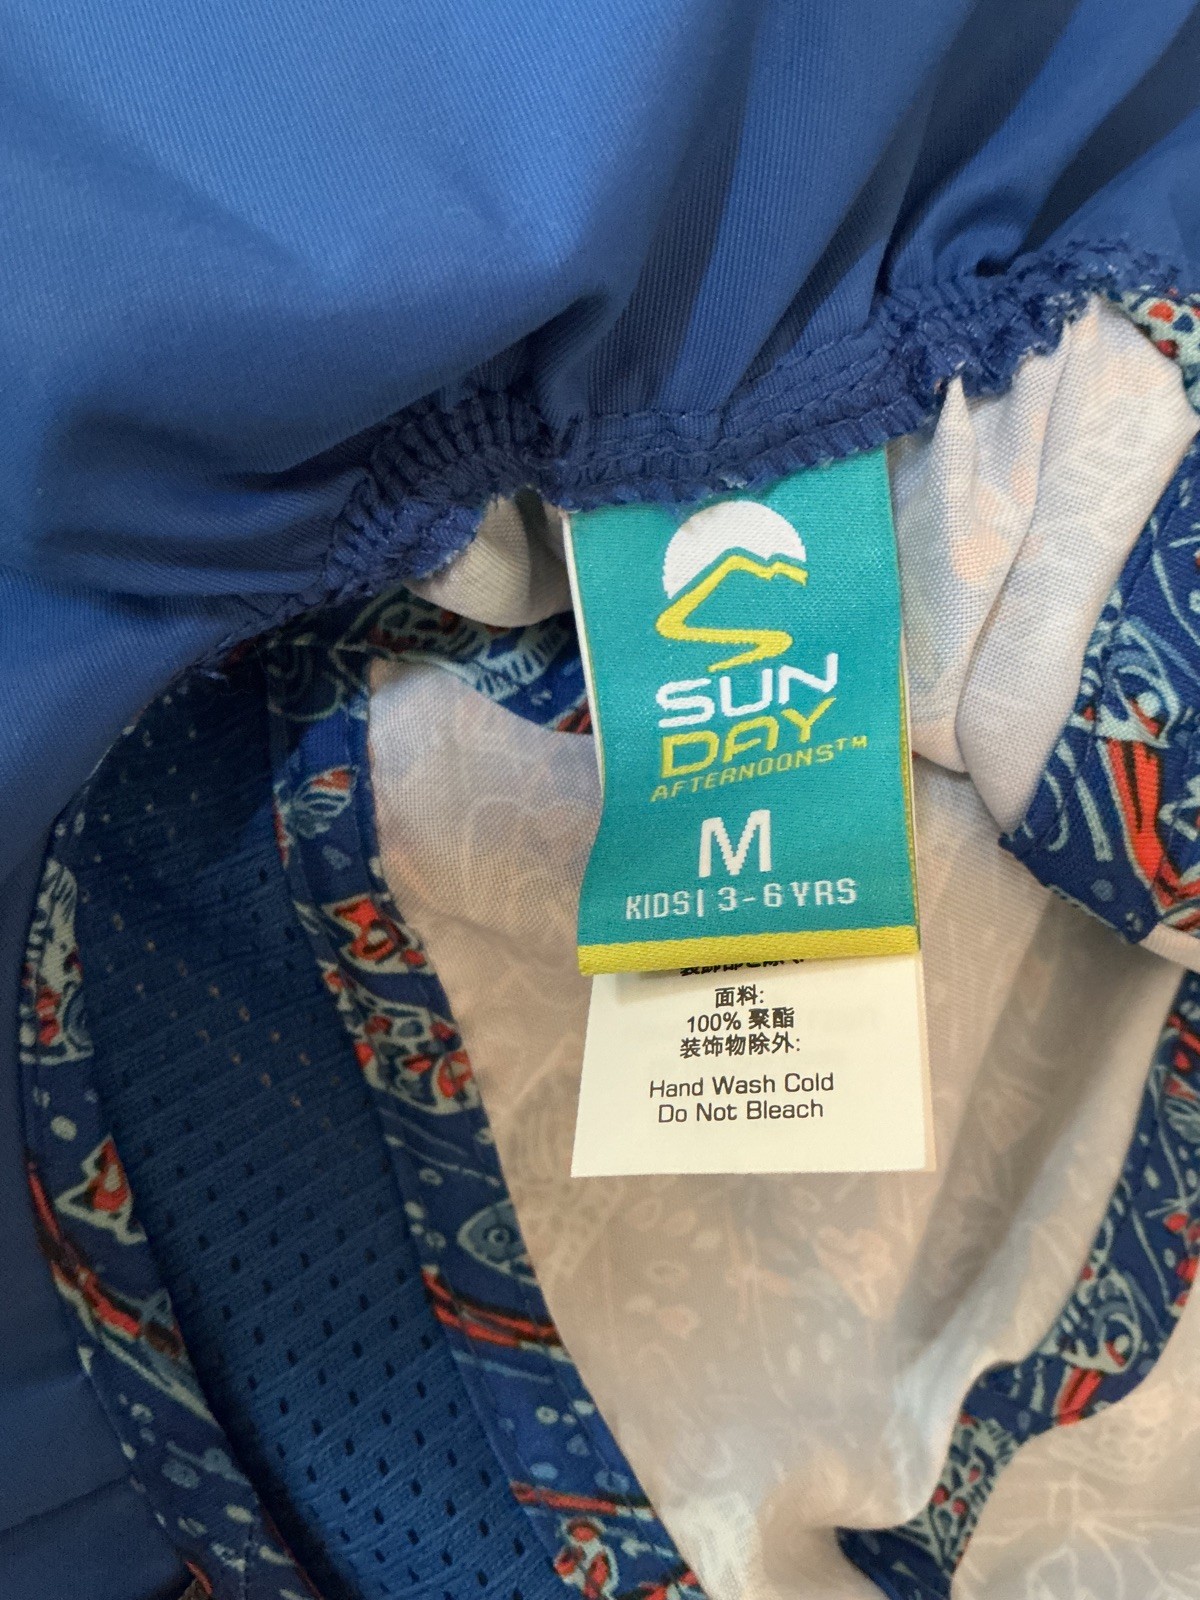 SUN
DAY
AFTERNOONS™
M
KIDS| 3-6 YRS
面料:
100% 聚酯
装饰物除外:
Hand Wash Cold
Do Not Bleach